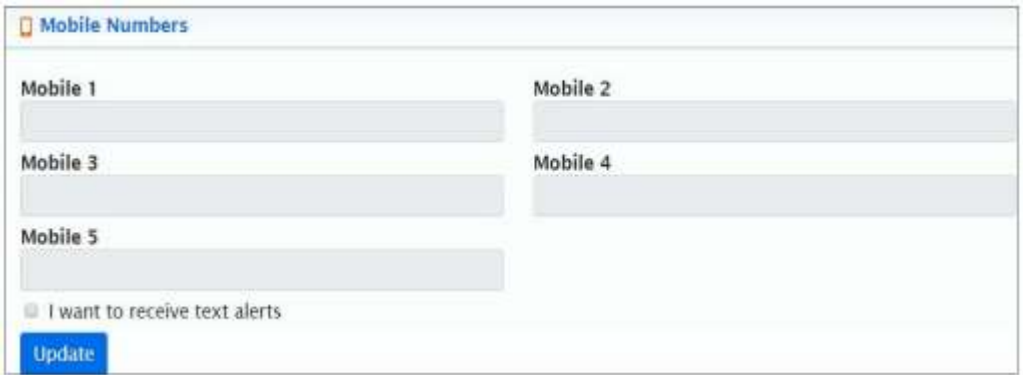 Mobile Numbers
Mobile 1
Mobile 2
Mobile 3
Mobile 4
Mobile 5
I want to receive text alerts
Update